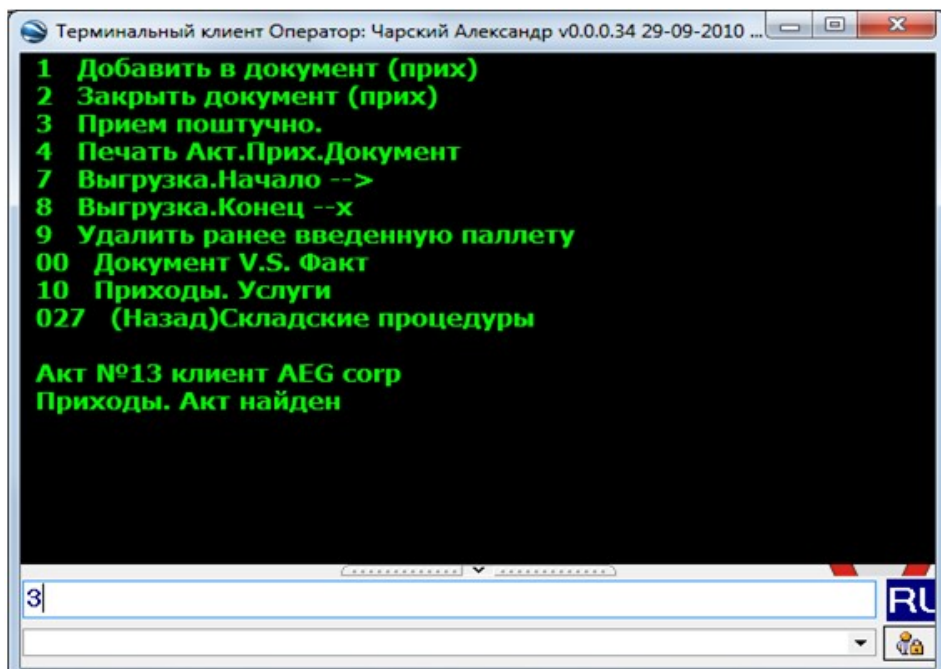 Терминальный клиент Оператор: Чарский Александр v0.0.0.34 29-09-2010 ...
1 Добавить в документ (прих)
2 Закрыть документ (прих)
3 Прием поштучно.
4 Печать Акт.Прих.Документ
7 Выгрузка.Начало -->
8 Выгрузка.Конец --x
9 Удалить ранее введенную паллету
00 Документ V.S. Факт
10 Приходы. Услуги
027 (Назад)Складские процедуры
Акт №13 клиент AEG corp
Приходы. Акт найден
3
RU